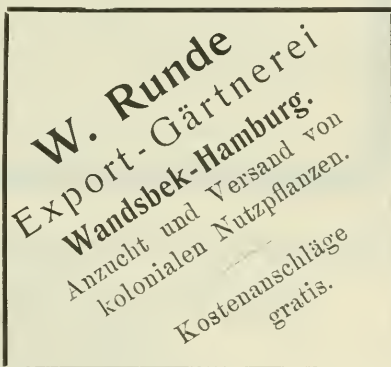 W. Runde
Export-Gärtnerei
Wandsbek-Hamburg.
Anzucht und Versand von
kolonialen Nutzpflanzen.
Kostenanschläge
gratis.